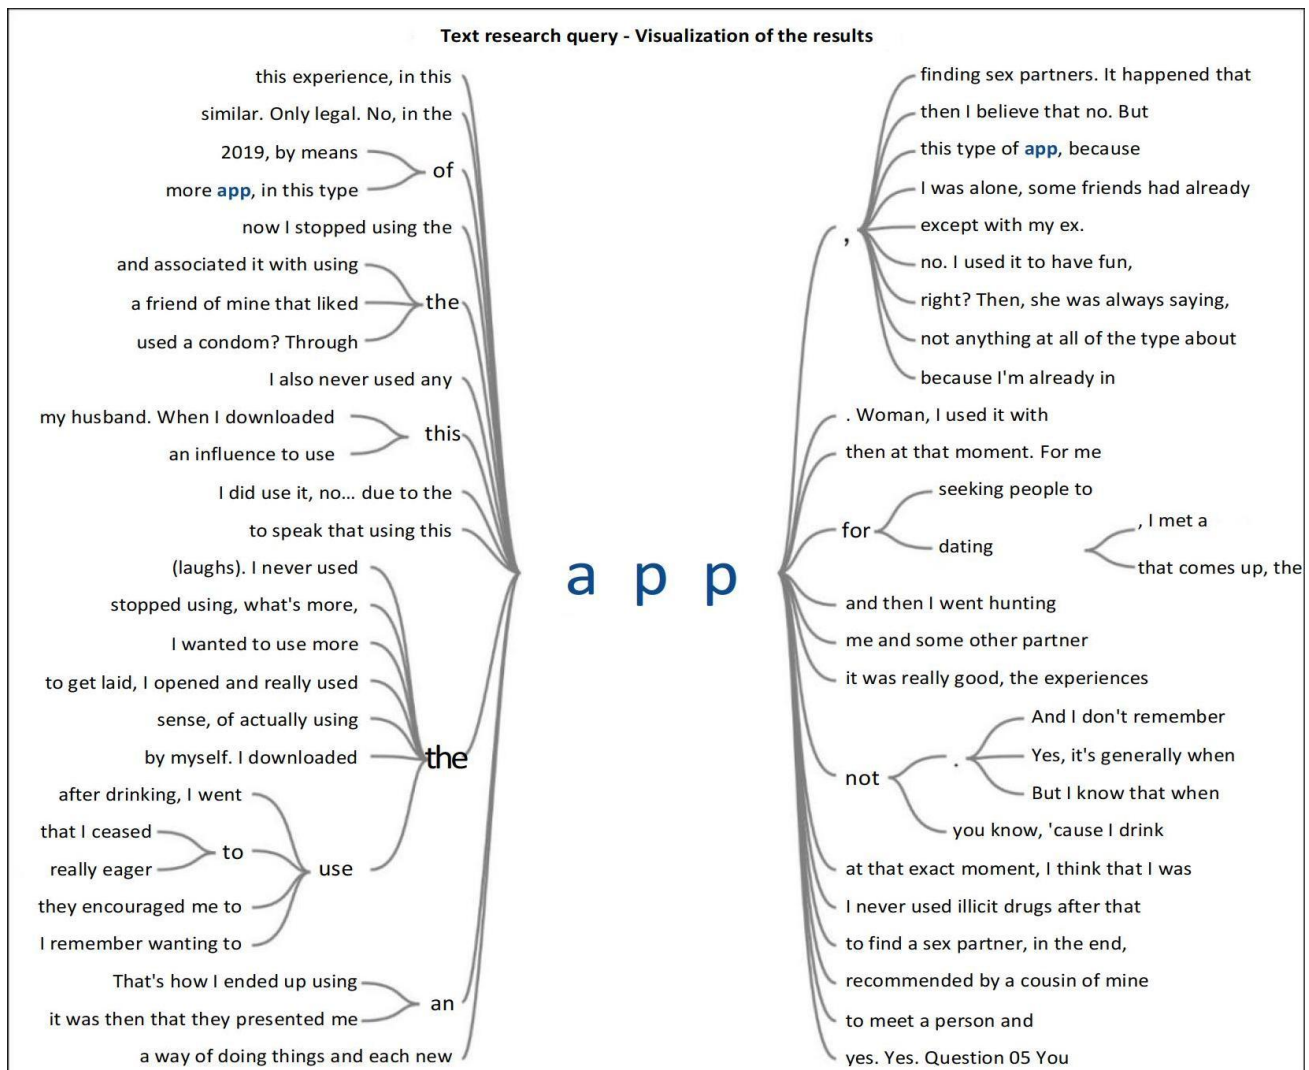 Text research query - Visualization of the results
this experience, in this
similar. Only legal. No, in the
2019, by means
more app, in this type
of
now I stopped using the
and associated it with using
a friend of mine that liked
used a condom? Through
the
I also never used any
my husband. When I downloaded
an influence to use
this
I did use it, no... due to the
to speak that using this
(laughs). I never used
stopped using, what's more,
I wanted to use more
to get laid, I opened and really used
sense, of actually using
by myself. I downloaded
the
after drinking, I went
that I ceased
really eager
to
they encouraged me to
I remember wanting to
use
That's how I ended up using
it was then that they presented me
an
a way of doing things and each new
app
,
finding sex partners. It happened that
then I believe that no. But
this type of app, because
I was alone, some friends had already
except with my ex.
no. I used it to have fun,
right? Then, she was always saying,
not anything at all of the type about
because I'm already in
. Woman, I used it with
then at that moment. For me
for
seeking people to
dating
, I met a
that comes up, the
and then I went hunting
me and some other partner
it was really good, the experiences
not
.
And I don't remember
Yes, it's generally when
But I know that when
you know, 'cause I drink
at that exact moment, I think that I was
I never used illicit drugs after that
to find a sex partner, in the end,
recommended by a cousin of mine
to meet a person and
yes. Yes. Question 05 You